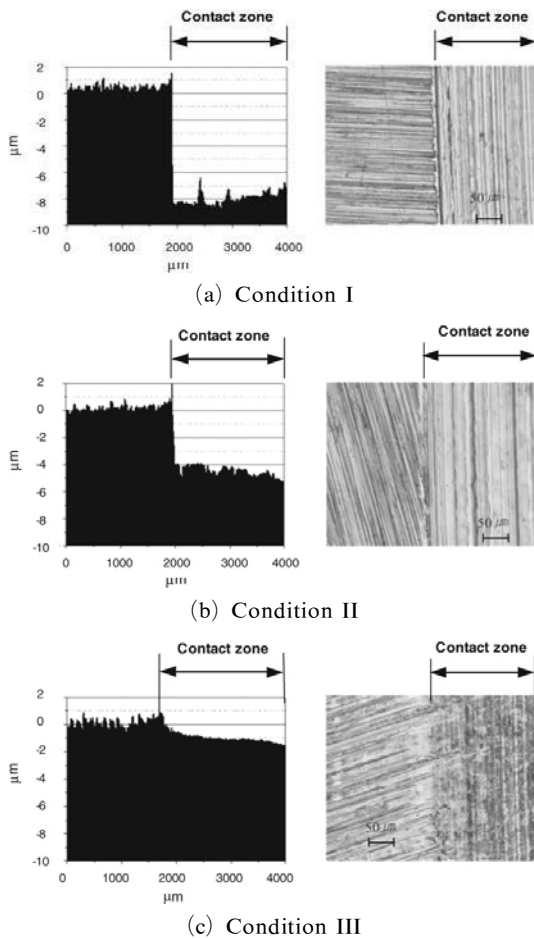 Contact zone
Contact zone
2
0
-2
-4
-6
-8
-10
μm
0 1000 2000 3000 4000
μm
50 ㎛
(a) Condition I
Contact zone
Contact zone
2
0
-2
-4
-6
-8
-10
μm
0 1000 2000 3000 4000
μm
50 ㎛
(b) Condition II
Contact zone
Contact zone
2
0
-2
-4
-6
-8
-10
μm
0 1000 2000 3000 4000
μm
50 ㎛
(c) Condition III